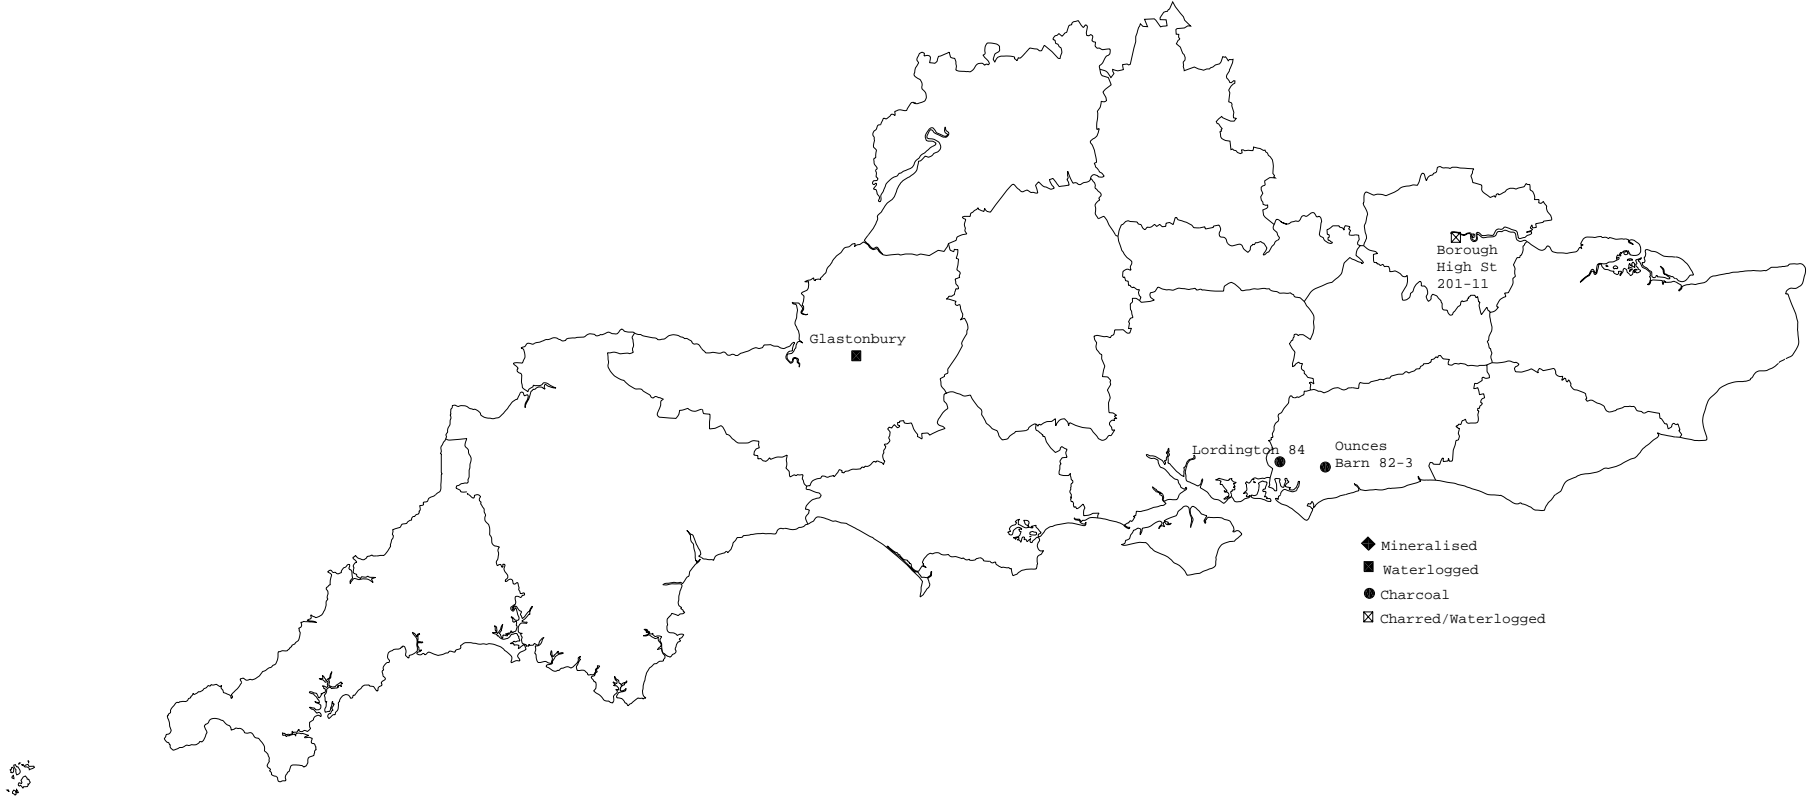 Borough
High St
201-11
Glastonbury
Lordington 84
Ounces
Barn 82-3
Mineralised
Waterlogged
Charcoal
Charred/Waterlogged